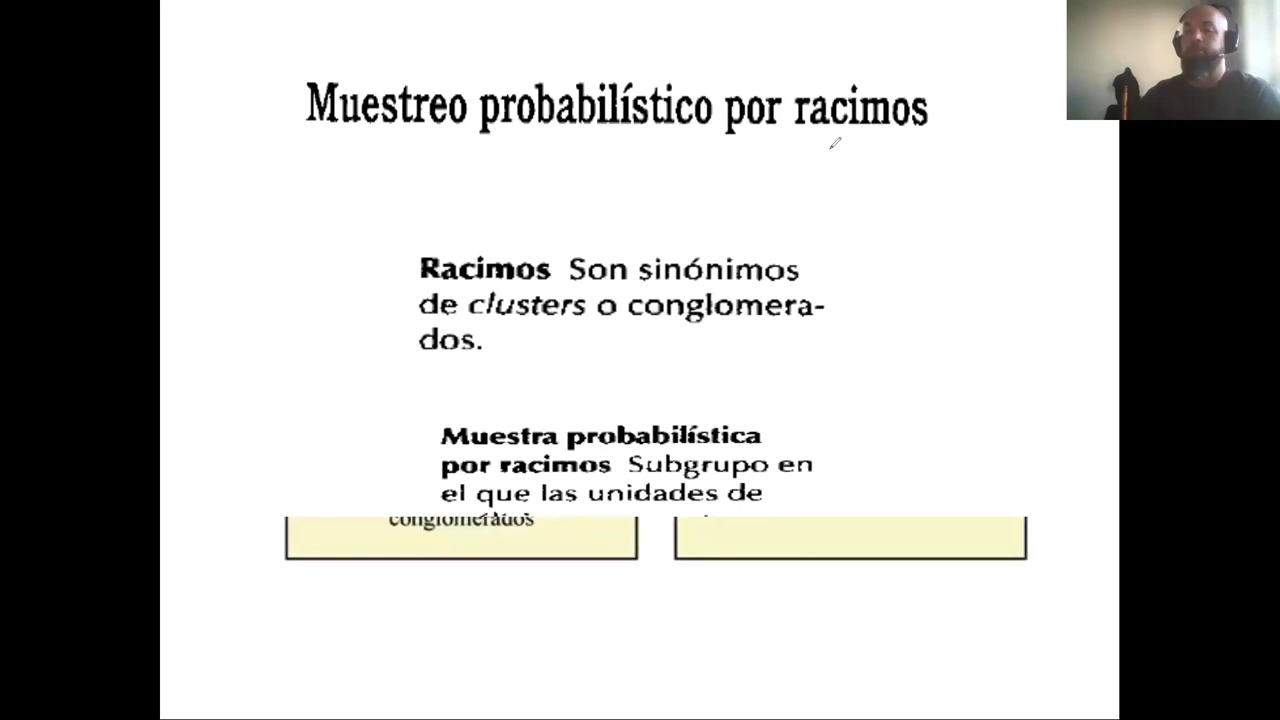 Muestreo probabilístico por racimos
Racimos Son sinónimos
de clusters o conglomera-
dos.
Muestra probabilística
por racimos Subgrupo en
el que las unidades de
conglomerados